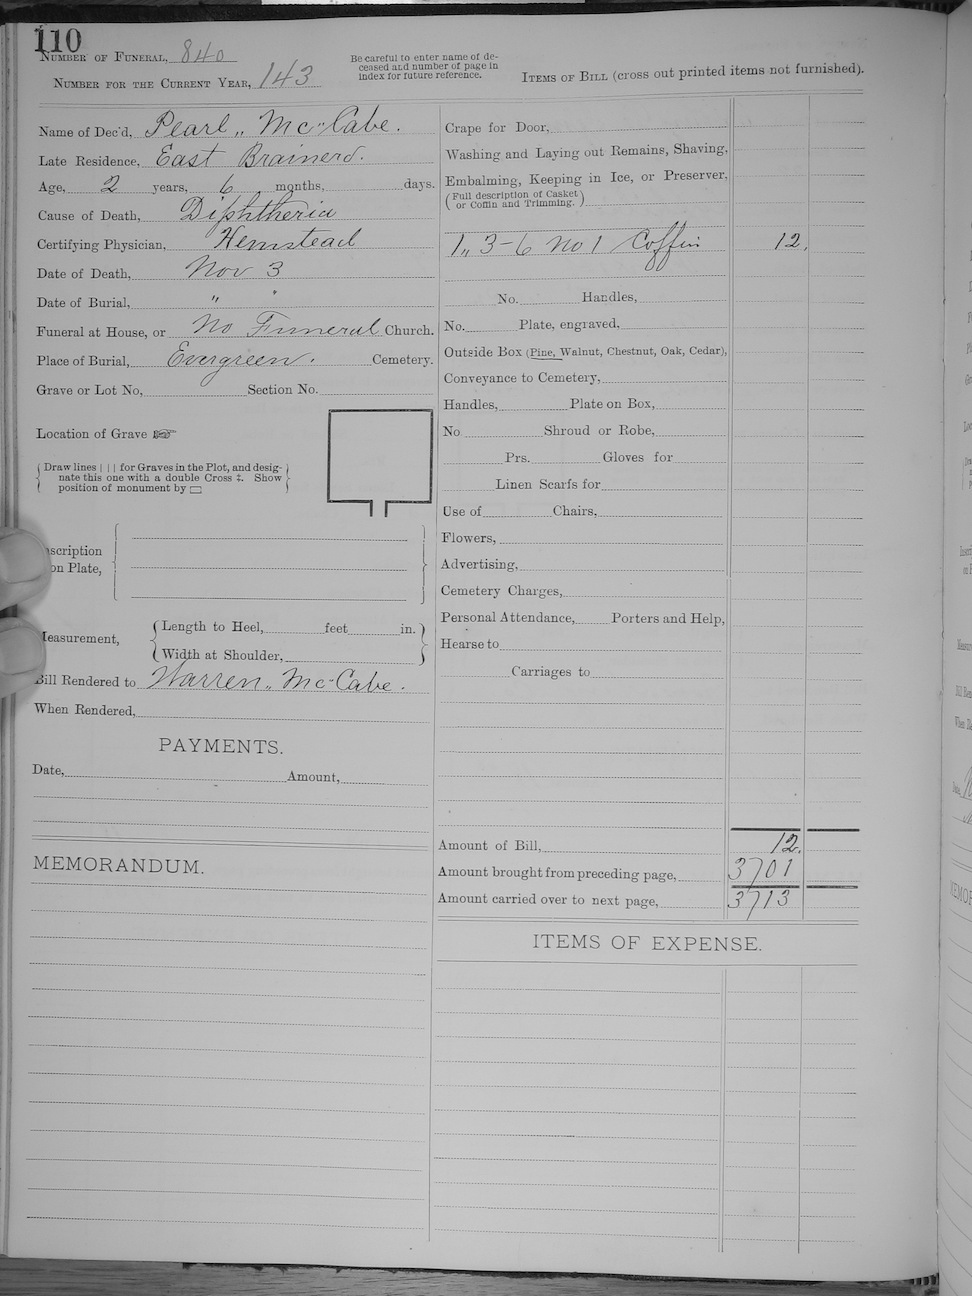 110
Number of Funeral, 840
Number for the Current Year, 143
Be careful to enter name of de-
ceased and number of page in
index for future reference.
Items of Bill (cross out printed items not furnished).
Name of Dec'd, Pearl „ Mc"Cabe.
Late Residence, East Brainerd.
Age, 2 years, 6 months, days.
Cause of Death, Diphtheria
Certifying Physician, Hemstead
Date of Death, Nov 3
Date of Burial, " "
Funeral at House, or No Funeral Church.
Place of Burial, Evergreen. Cemetery.
Grave or Lot No, Section No.
Location of Grave ☞
Draw lines | | | for Graves in the Plot, and desig-
nate this one with a double Cross ‡. Show
position of monument by ▭
scription
on Plate,
easurement,
Length to Heel, feet in.
Width at Shoulder,
Bill Rendered to Warren „ Mc-Cabe.
When Rendered,
PAYMENTS.
Date, Amount,
MEMORANDUM.
Crape for Door,
Washing and Laying out Remains, Shaving,
Embalming, Keeping in Ice, or Preserver,
(Full description of Casket
or Coffin and Trimming.)
1 „ 3-6 No 1 Coffin 12.
No. Handles,
No. Plate, engraved,
Outside Box (Pine, Walnut, Chestnut, Oak, Cedar),
Conveyance to Cemetery,
Handles, Plate on Box,
No Shroud or Robe,
Prs. Gloves for
Linen Scarfs for
Use of Chairs,
Flowers,
Advertising,
Cemetery Charges,
Personal Attendance, Porters and Help,
Hearse to
Carriages to
Amount of Bill, 12.
Amount brought from preceding page, 3701
Amount carried over to next page, 3713
ITEMS OF EXPENSE.